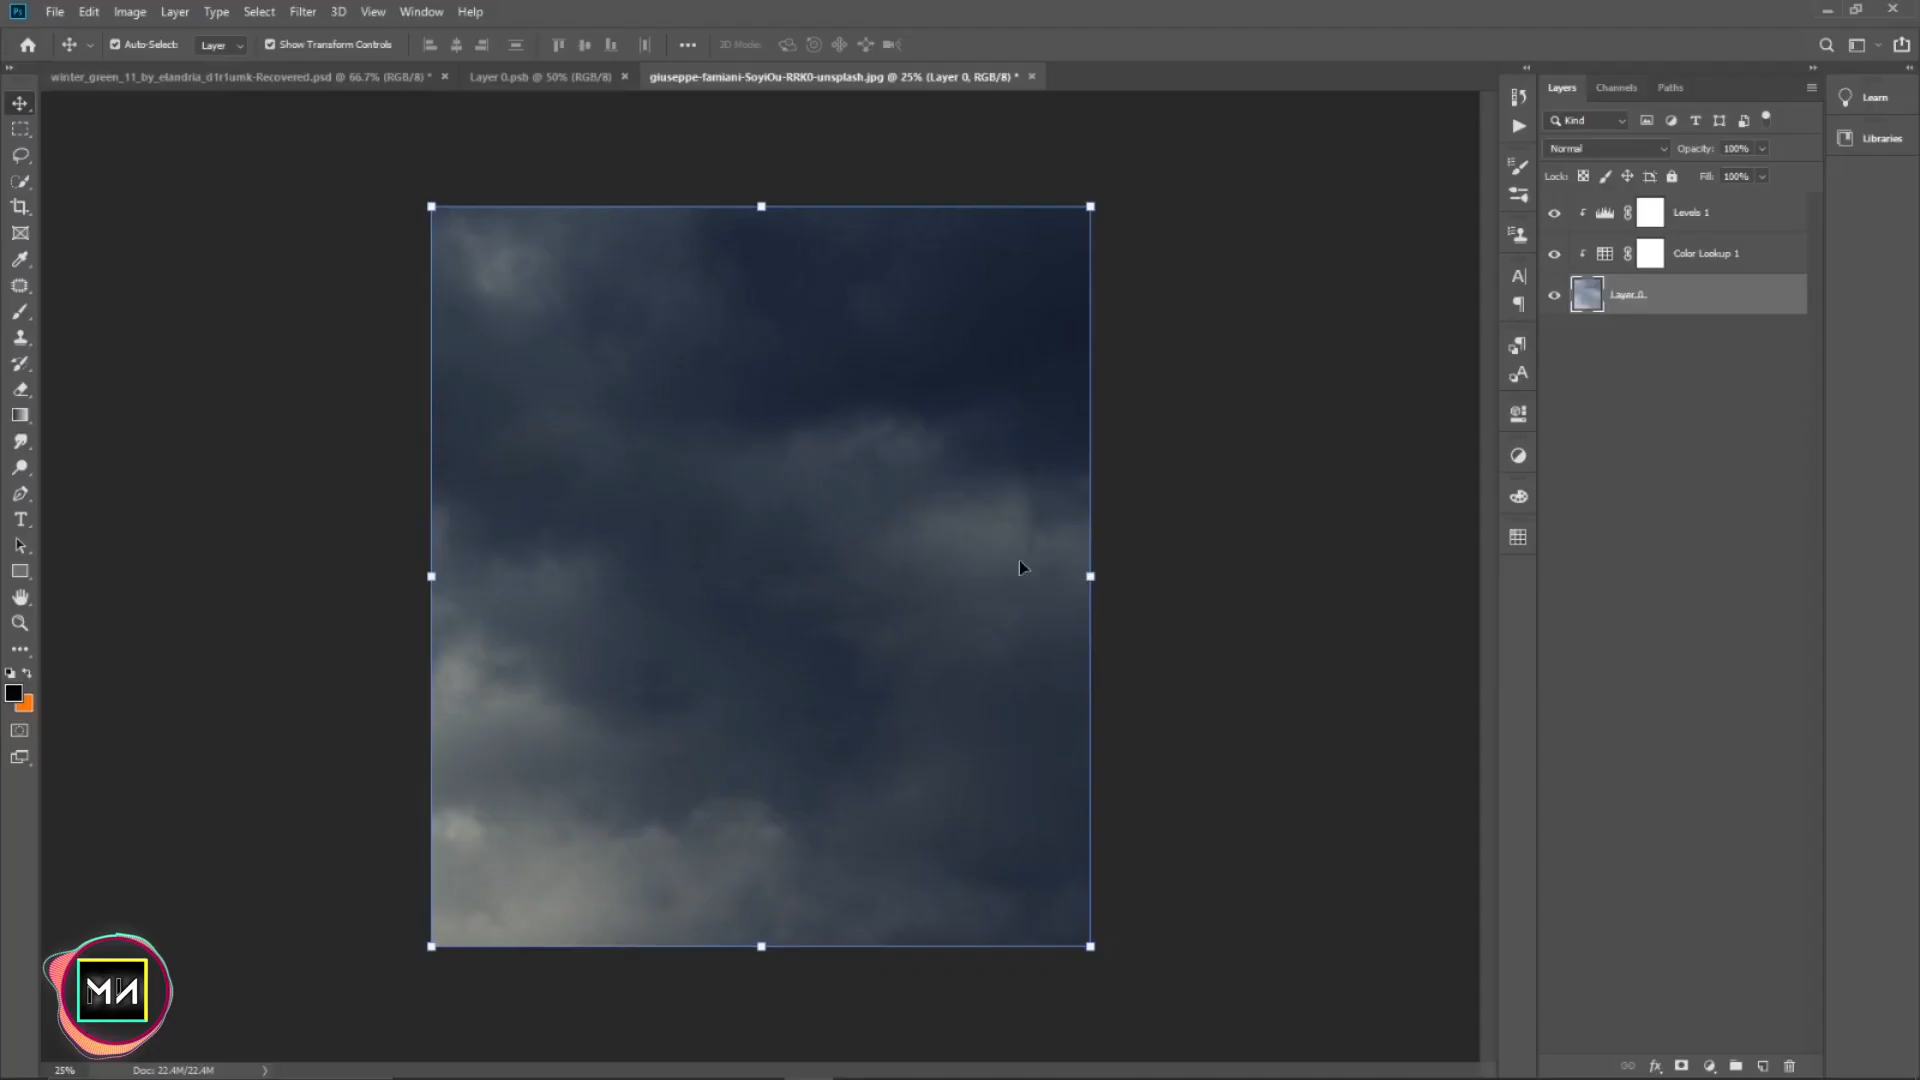 Ps File Edit Image Layer Type Select Filter 3D View Window Help
Auto-Select: Layer Show Transform Controls 3D Mode:
winter_green_11_by_elandria_d1r1umk-Recovered.psd @ 66.7% (RGB/8) * Layer 0.psb @ 50% (RGB/8) giuseppe-famiani-SoyiOu-RRK0-unsplash.jpg @ 25% (Layer 0, RGB/8) *
Layers Channels Paths
Learn
Kind
Libraries
Normal Opacity: 100%
Lock: Fill: 100%
Levels 1
Color Lookup 1
Layer 0
25% Doc: 22.4M/22.4M